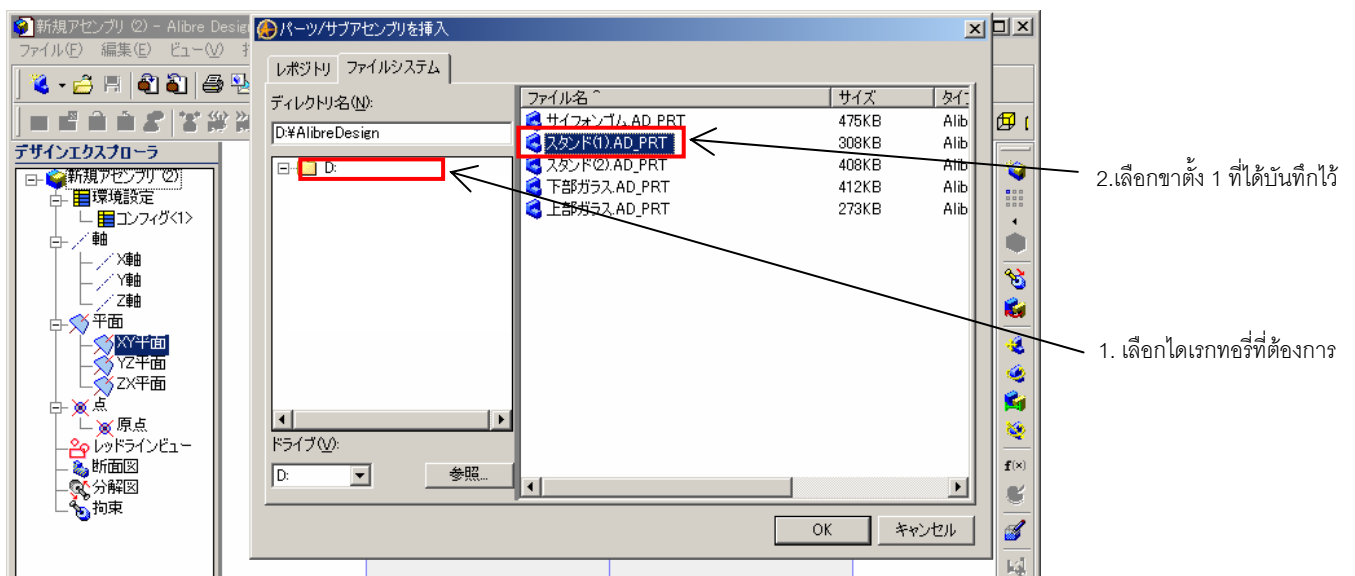 新規アセンブリ (2) - Alibre Desig
ファイル(F) 編集(E) ビュー(V)
デザインエクスプローラ
新規アセンブリ (2)
環境設定
コンフィグ<1>
軸
X軸
Y軸
Z軸
平面
XY平面
YZ平面
ZX平面
点
原点
レッドラインビュー
断面図
分解図
拘束
パーツ/サブアセンブリを挿入
レポジトリ ファイルシステム
ディレクトリ名(N):
D:¥AlibreDesign
D:
ドライブ(V):
D: 参照...
ファイル名 ^ サイズ タイ
サイフォンゴム.AD_PRT 475KB Alib
スタンド(1).AD_PRT 308KB Alib
スタンド(2).AD_PRT 408KB Alib
下部ガラス.AD_PRT 412KB Alib
上部ガラス.AD_PRT 273KB Alib
OK キャンセル
f(x)
2.เลือกขาตั้ง 1 ที่ได้บันทึกไว้
1. เลือกไดเรกทอรี่ที่ต้องการ